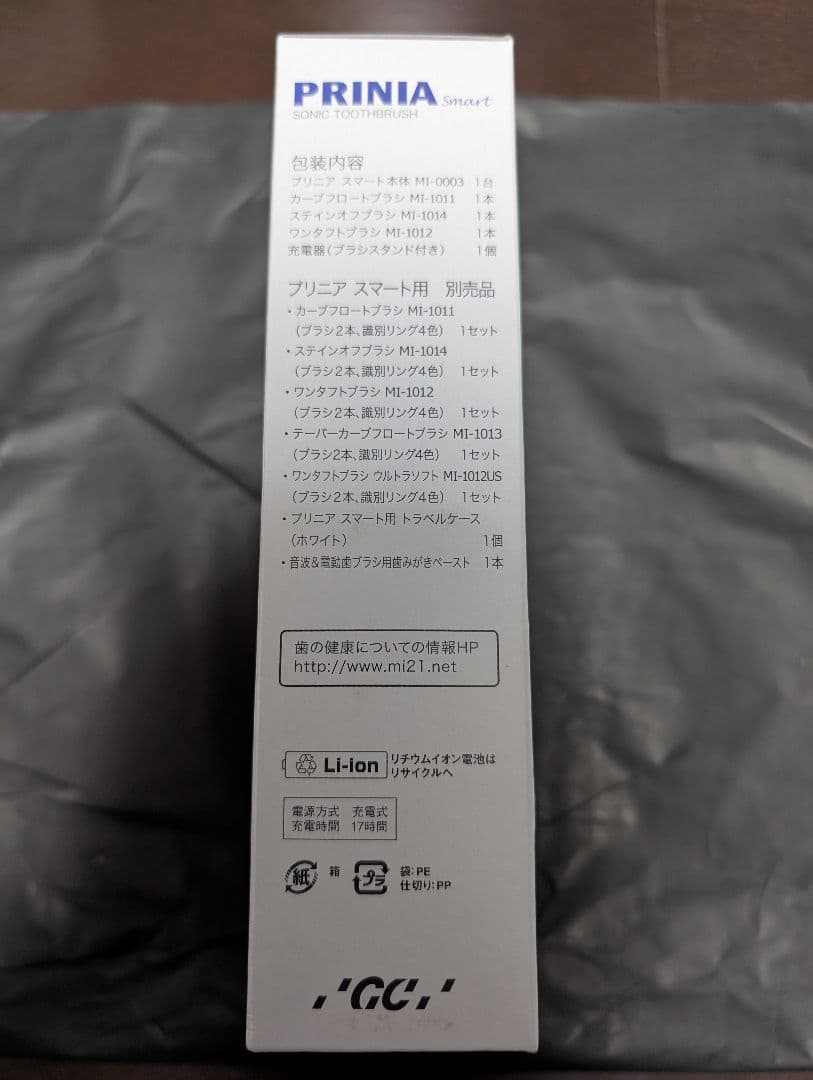 PRINIA smart
SONIC TOOTHBRUSH
包装内容
プリニア スマート本体 MI-0003 1台
カーブフロートブラシ MI-1011 1本
ステインオフブラシ MI-1014 1本
ワンタフトブラシ MI-1012 1本
充電器(ブラシスタンド付き) 1個
プリニア スマート用 別売品
・カーブフロートブラシ MI-1011
(ブラシ2本、識別リング4色) 1セット
・ステインオフブラシ MI-1014
(ブラシ2本、識別リング4色) 1セット
・ワンタフトブラシ MI-1012
(ブラシ2本、識別リング4色) 1セット
・テーパーカーブフロートブラシ MI-1013
(ブラシ2本、識別リング4色) 1セット
・ワンタフトブラシ ウルトラソフト MI-1012US
(ブラシ2本、識別リング4色) 1セット
・プリニア スマート用 トラベルケース
(ホワイト) 1個
・音波&電動歯ブラシ用歯みがきペースト 1本
歯の健康についての情報HP
http://www.mi21.net
Li-ion リチウムイオン電池は
リサイクルへ
電源方式 充電式
充電時間 17時間
紙 箱 プラ 袋:PE
仕切り:PP
GC